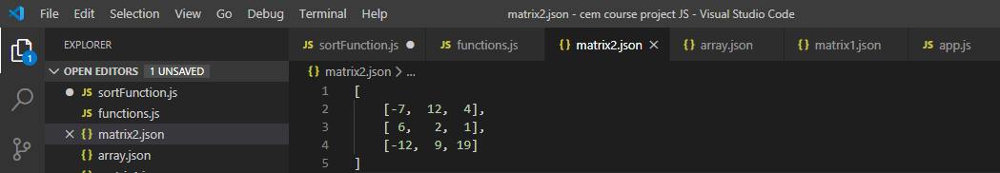 File Edit Selection View Go Debug Terminal Help matrix2.json - cem course project JS - Visual Studio Code
EXPLORER
JS sortFunction.js JS functions.js {} matrix2.json {} array.json {} matrix1.json JS app.js
OPEN EDITORS 1 UNSAVED
{} matrix2.json > ...
JS sortFunction.js
JS functions.js
{} matrix2.json
{} array.json
1 [
2 [-7, 12, 4],
3 [ 6, 2, 1],
4 [-12, 9, 19]
5 ]
1